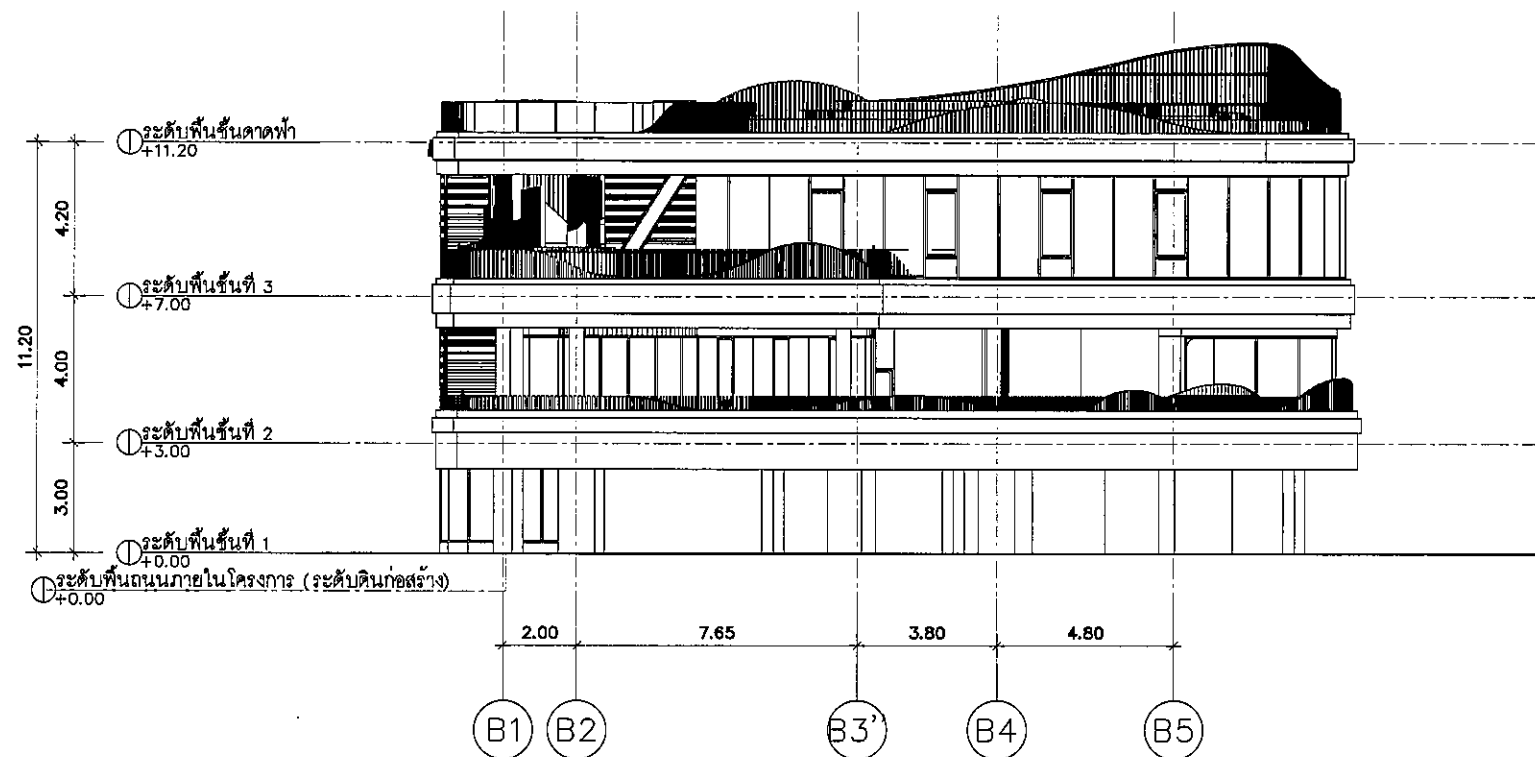 ระดับพื้นชั้นดาดฟ้า
+11.20
4.20
ระดับพื้นชั้นที่ 3
+7.00
11.20
4.00
ระดับพื้นชั้นที่ 2
+3.00
3.00
ระดับพื้นชั้นที่ 1
+0.00
ระดับพื้นถนนภายในโครงการ (ระดับดินก่อสร้าง)
+0.00
2.00 7.65 3.80 4.80
B1 B2 B3'' B4 B5